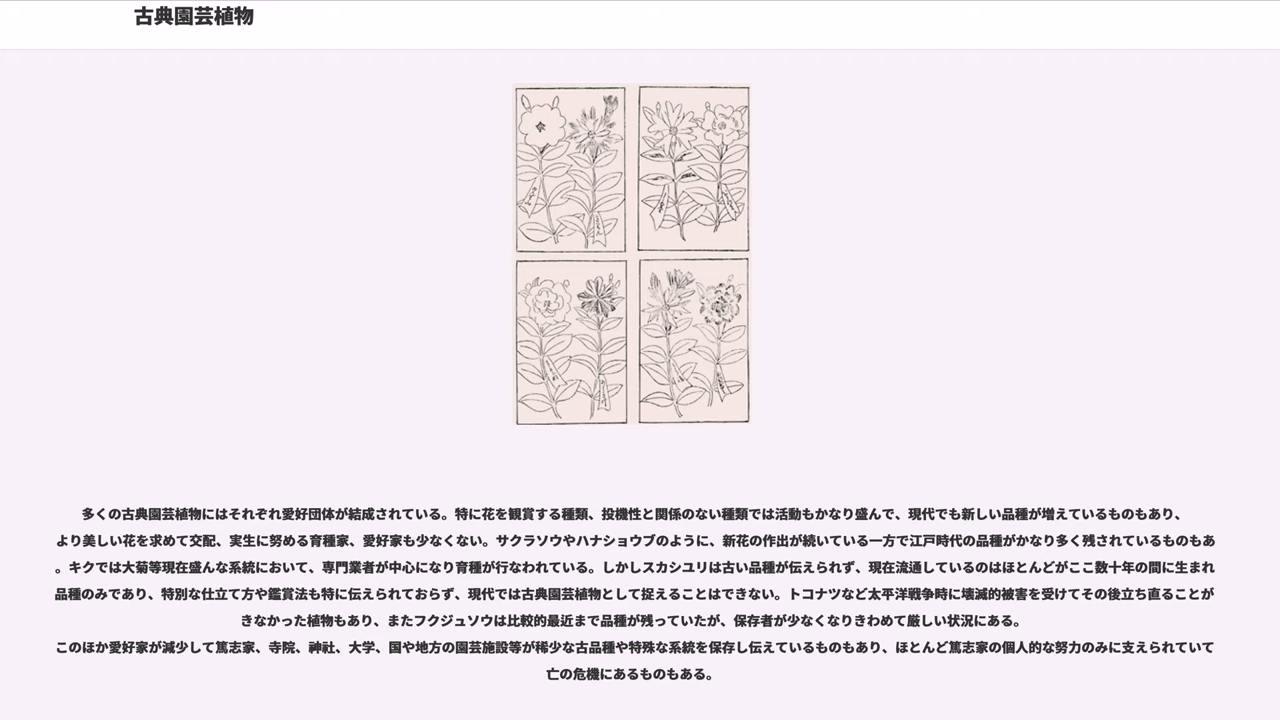 古典園芸植物
多くの古典園芸植物にはそれぞれ愛好団体が結成されている。特に花を観賞する種類、投機性と関係のない種類では活動もかなり盛んで、現代でも新しい品種が増えているものもあり、
より美しい花を求めて交配、実生に努める育種家、愛好家も少なくない。サクラソウやハナショウブのように、新花の作出が続いている一方で江戸時代の品種がかなり多く残されているものもあ
。キクでは大菊等現在盛んな系統において、専門業者が中心になり育種が行なわれている。しかしスカシユリは古い品種が伝えられず、現在流通しているのはほとんどがここ数十年の間に生まれ
品種のみであり、特別な仕立て方や鑑賞法も特に伝えられておらず、現代では古典園芸植物として捉えることはできない。トコナツなど太平洋戦争時に壊滅的被害を受けてその後立ち直ることが
きなかった植物もあり、またフクジュソウは比較的最近まで品種が残っていたが、保存者が少なくなりきわめて厳しい状況にある。
このほか愛好家が減少して篤志家、寺院、神社、大学、国や地方の園芸施設等が稀少な古品種や特殊な系統を保存し伝えているものもあり、ほとんど篤志家の個人的な努力のみに支えられていて
亡の危機にあるものもある。